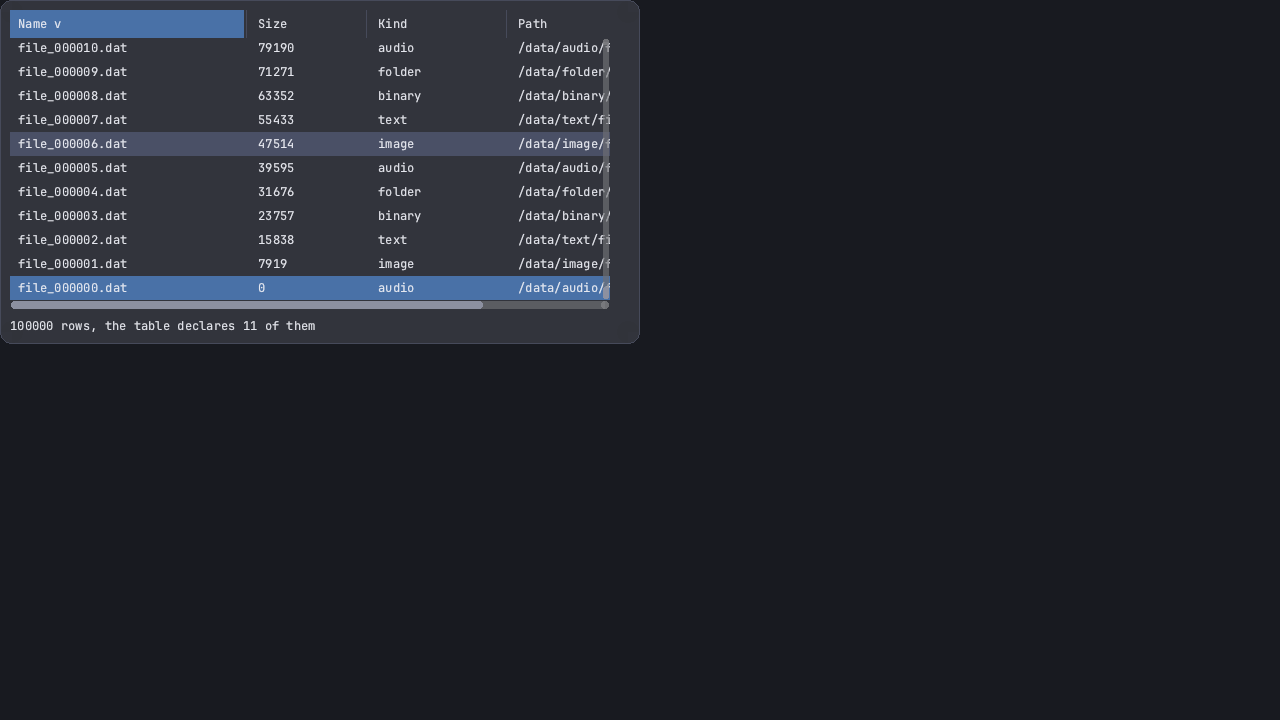 Name v Size Kind Path
file_000010.dat 79190 audio /data/audio/f
file_000009.dat 71271 folder /data/folder/
file_000008.dat 63352 binary /data/binary/
file_000007.dat 55433 text /data/text/fi
file_000006.dat 47514 image /data/image/f
file_000005.dat 39595 audio /data/audio/f
file_000004.dat 31676 folder /data/folder/
file_000003.dat 23757 binary /data/binary/
file_000002.dat 15838 text /data/text/fi
file_000001.dat 7919 image /data/image/f
file_000000.dat 0 audio /data/audio/f
100000 rows, the table declares 11 of them